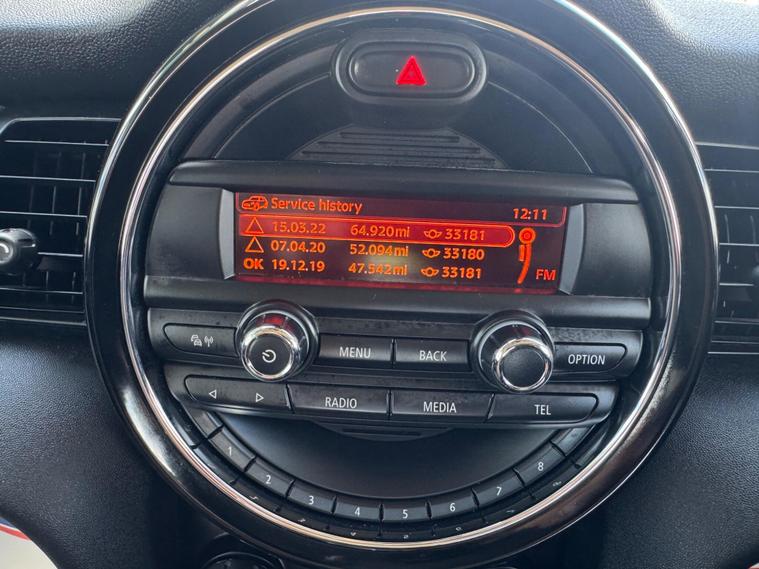 Service history 12:11
15.03.22 64.920mi 33181
07.04.20 52.094mi 33180
OK 19.12.19 47.542mi 33181
FM
MENU BACK OPTION
RADIO MEDIA TEL
1 2 3 4 5 6 7 8